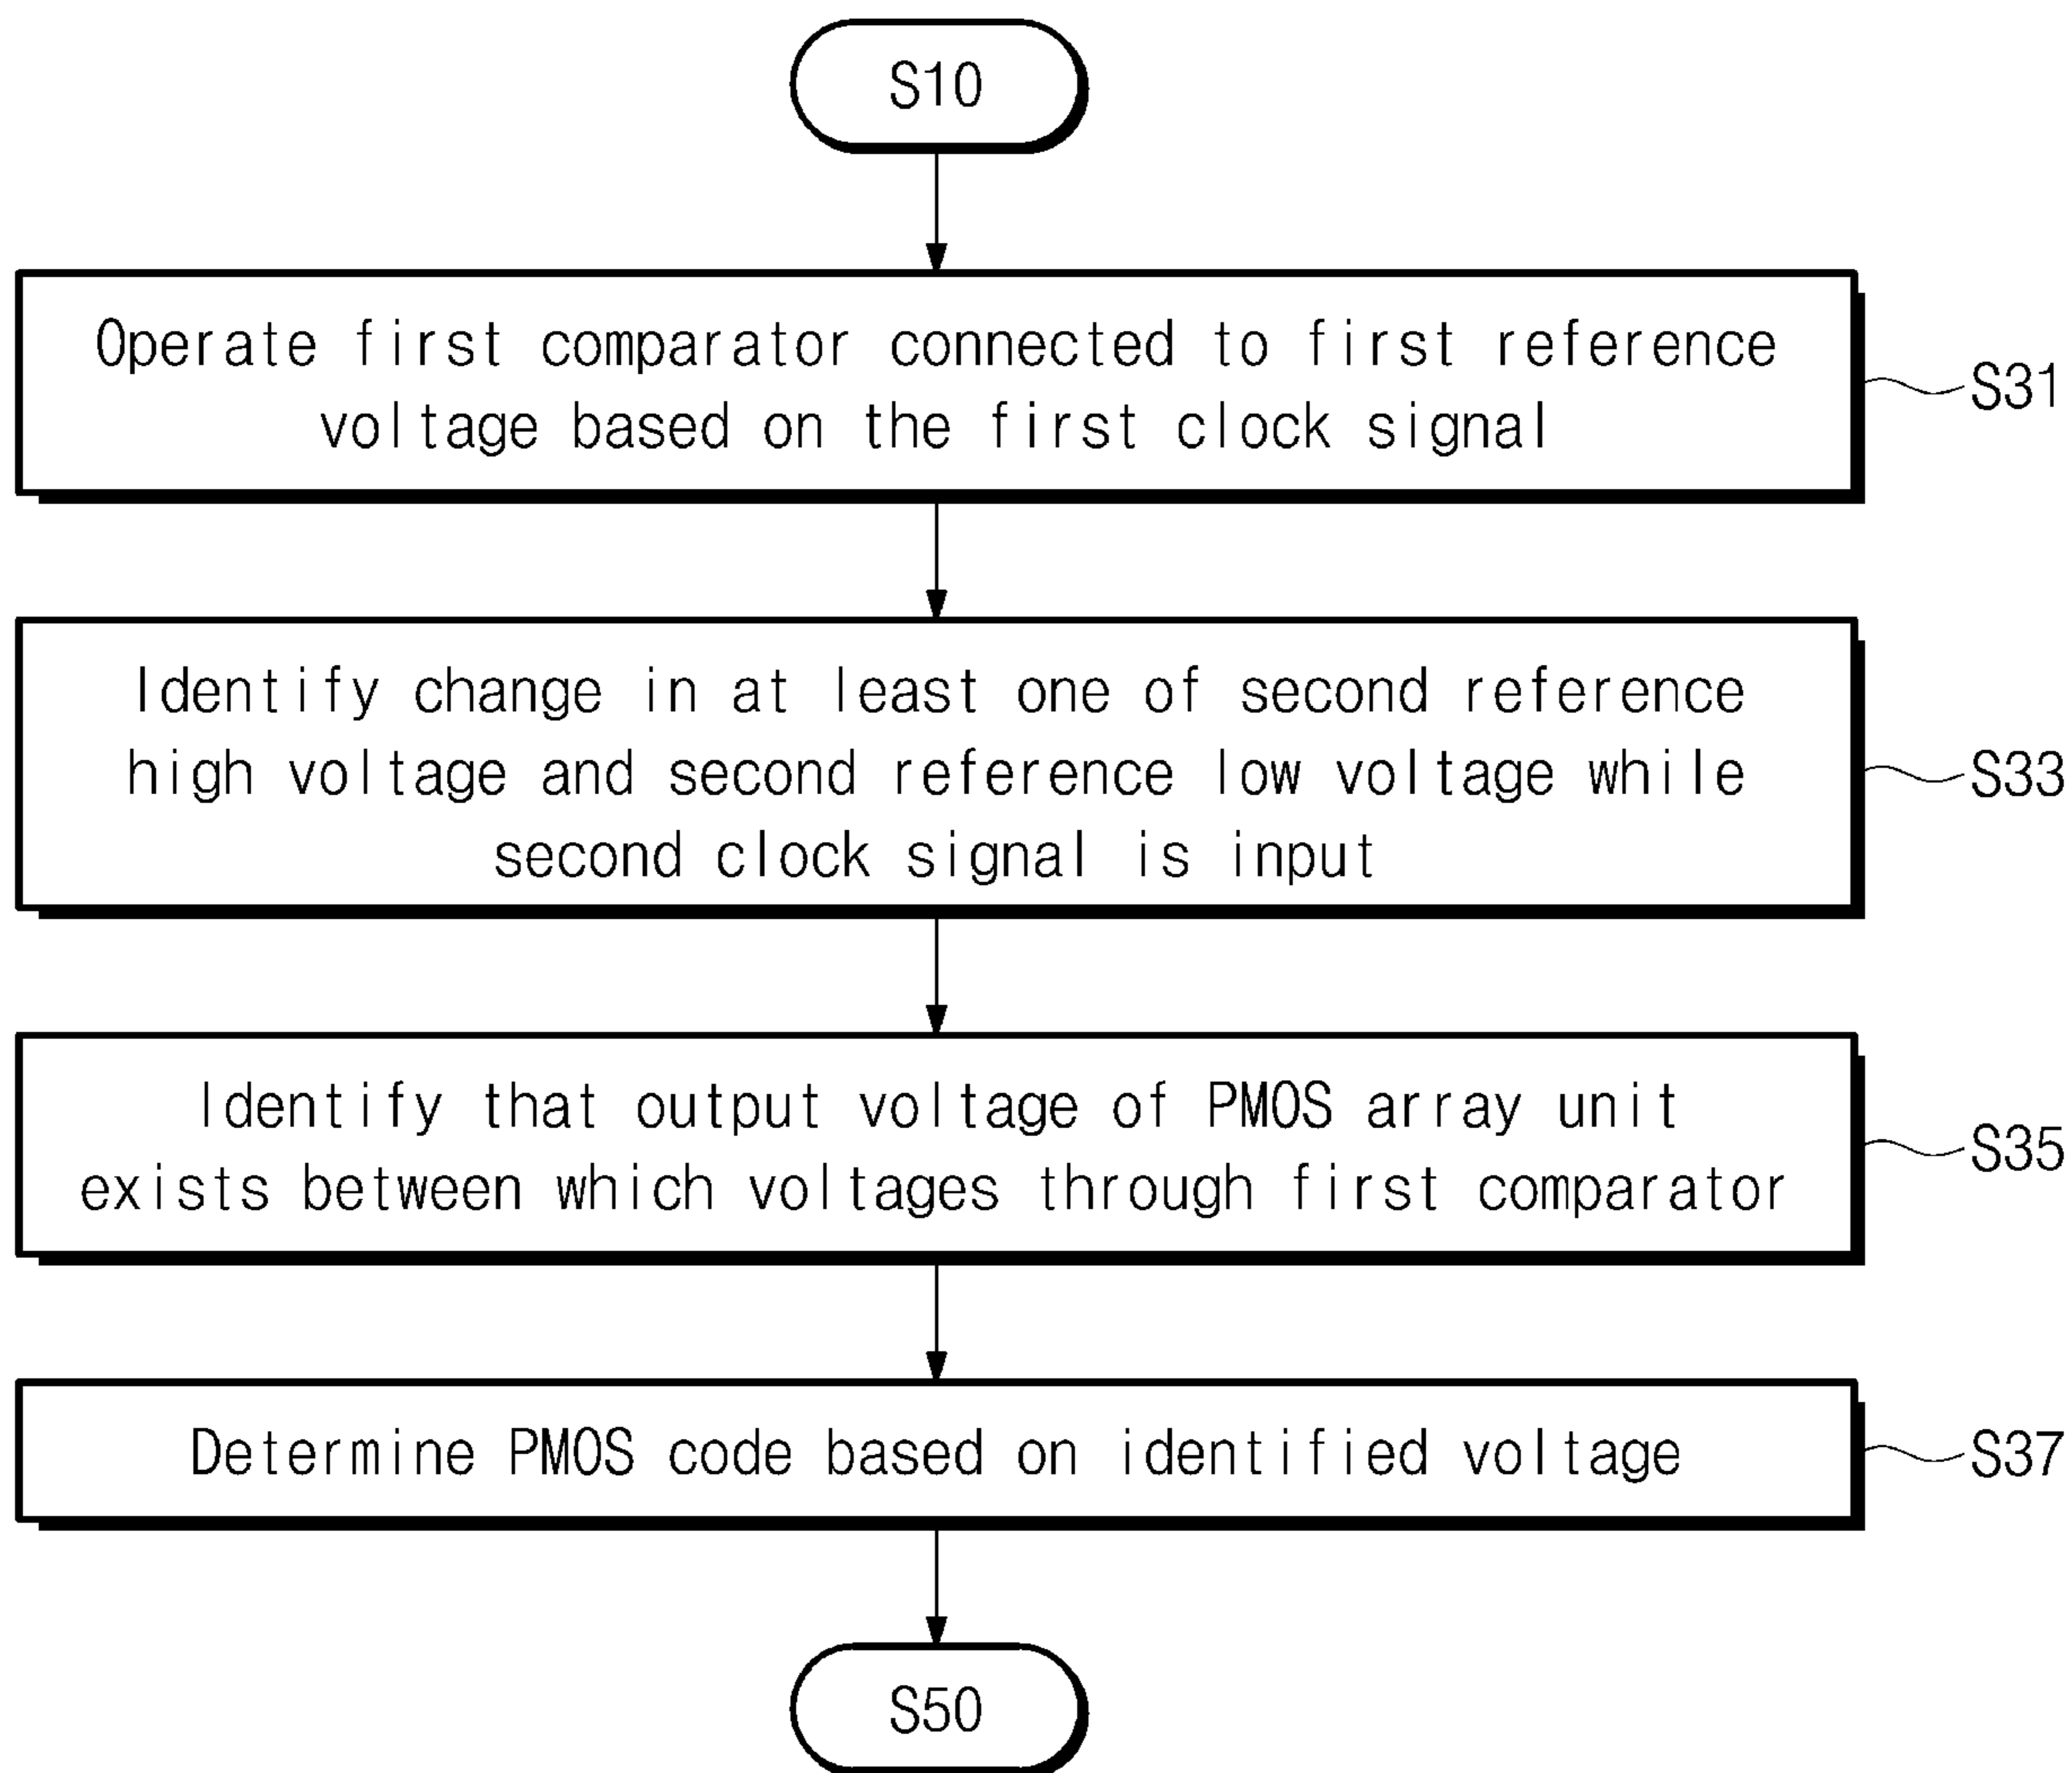 S10
Operate first comparator connected to first reference
voltage based on the first clock signal
S31
Identify change in at least one of second reference
high voltage and second reference low voltage while
second clock signal is input
S33
Identify that output voltage of PMOS array unit
exists between which voltages through first comparator
S35
Determine PMOS code based on identified voltage
S37
S50